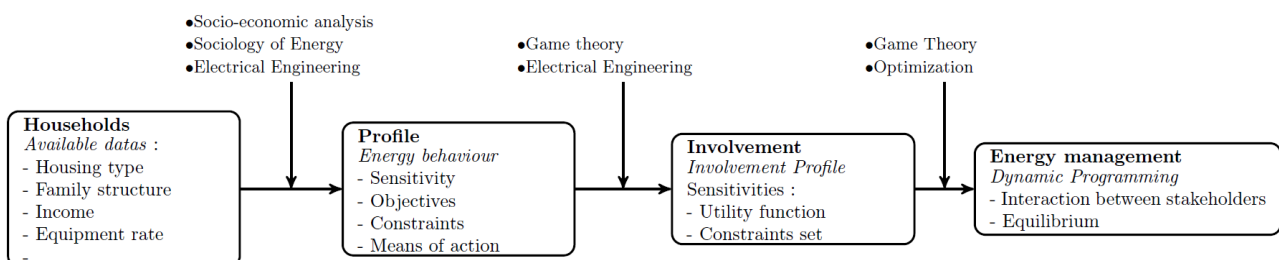 ●Socio-economic analysis
●Sociology of Energy
●Electrical Engineering
●Game theory
●Electrical Engineering
●Game Theory
●Optimization
Households
Available datas :
- Housing type
- Family structure
- Income
- Equipment rate
-
Profile
Energy behaviour
- Sensitivity
- Objectives
- Constraints
- Means of action
Involvement
Involvement Profile
Sensitivities :
- Utility function
- Constraints set
Energy management
Dynamic Programming
- Interaction between stakeholders
- Equilibrium